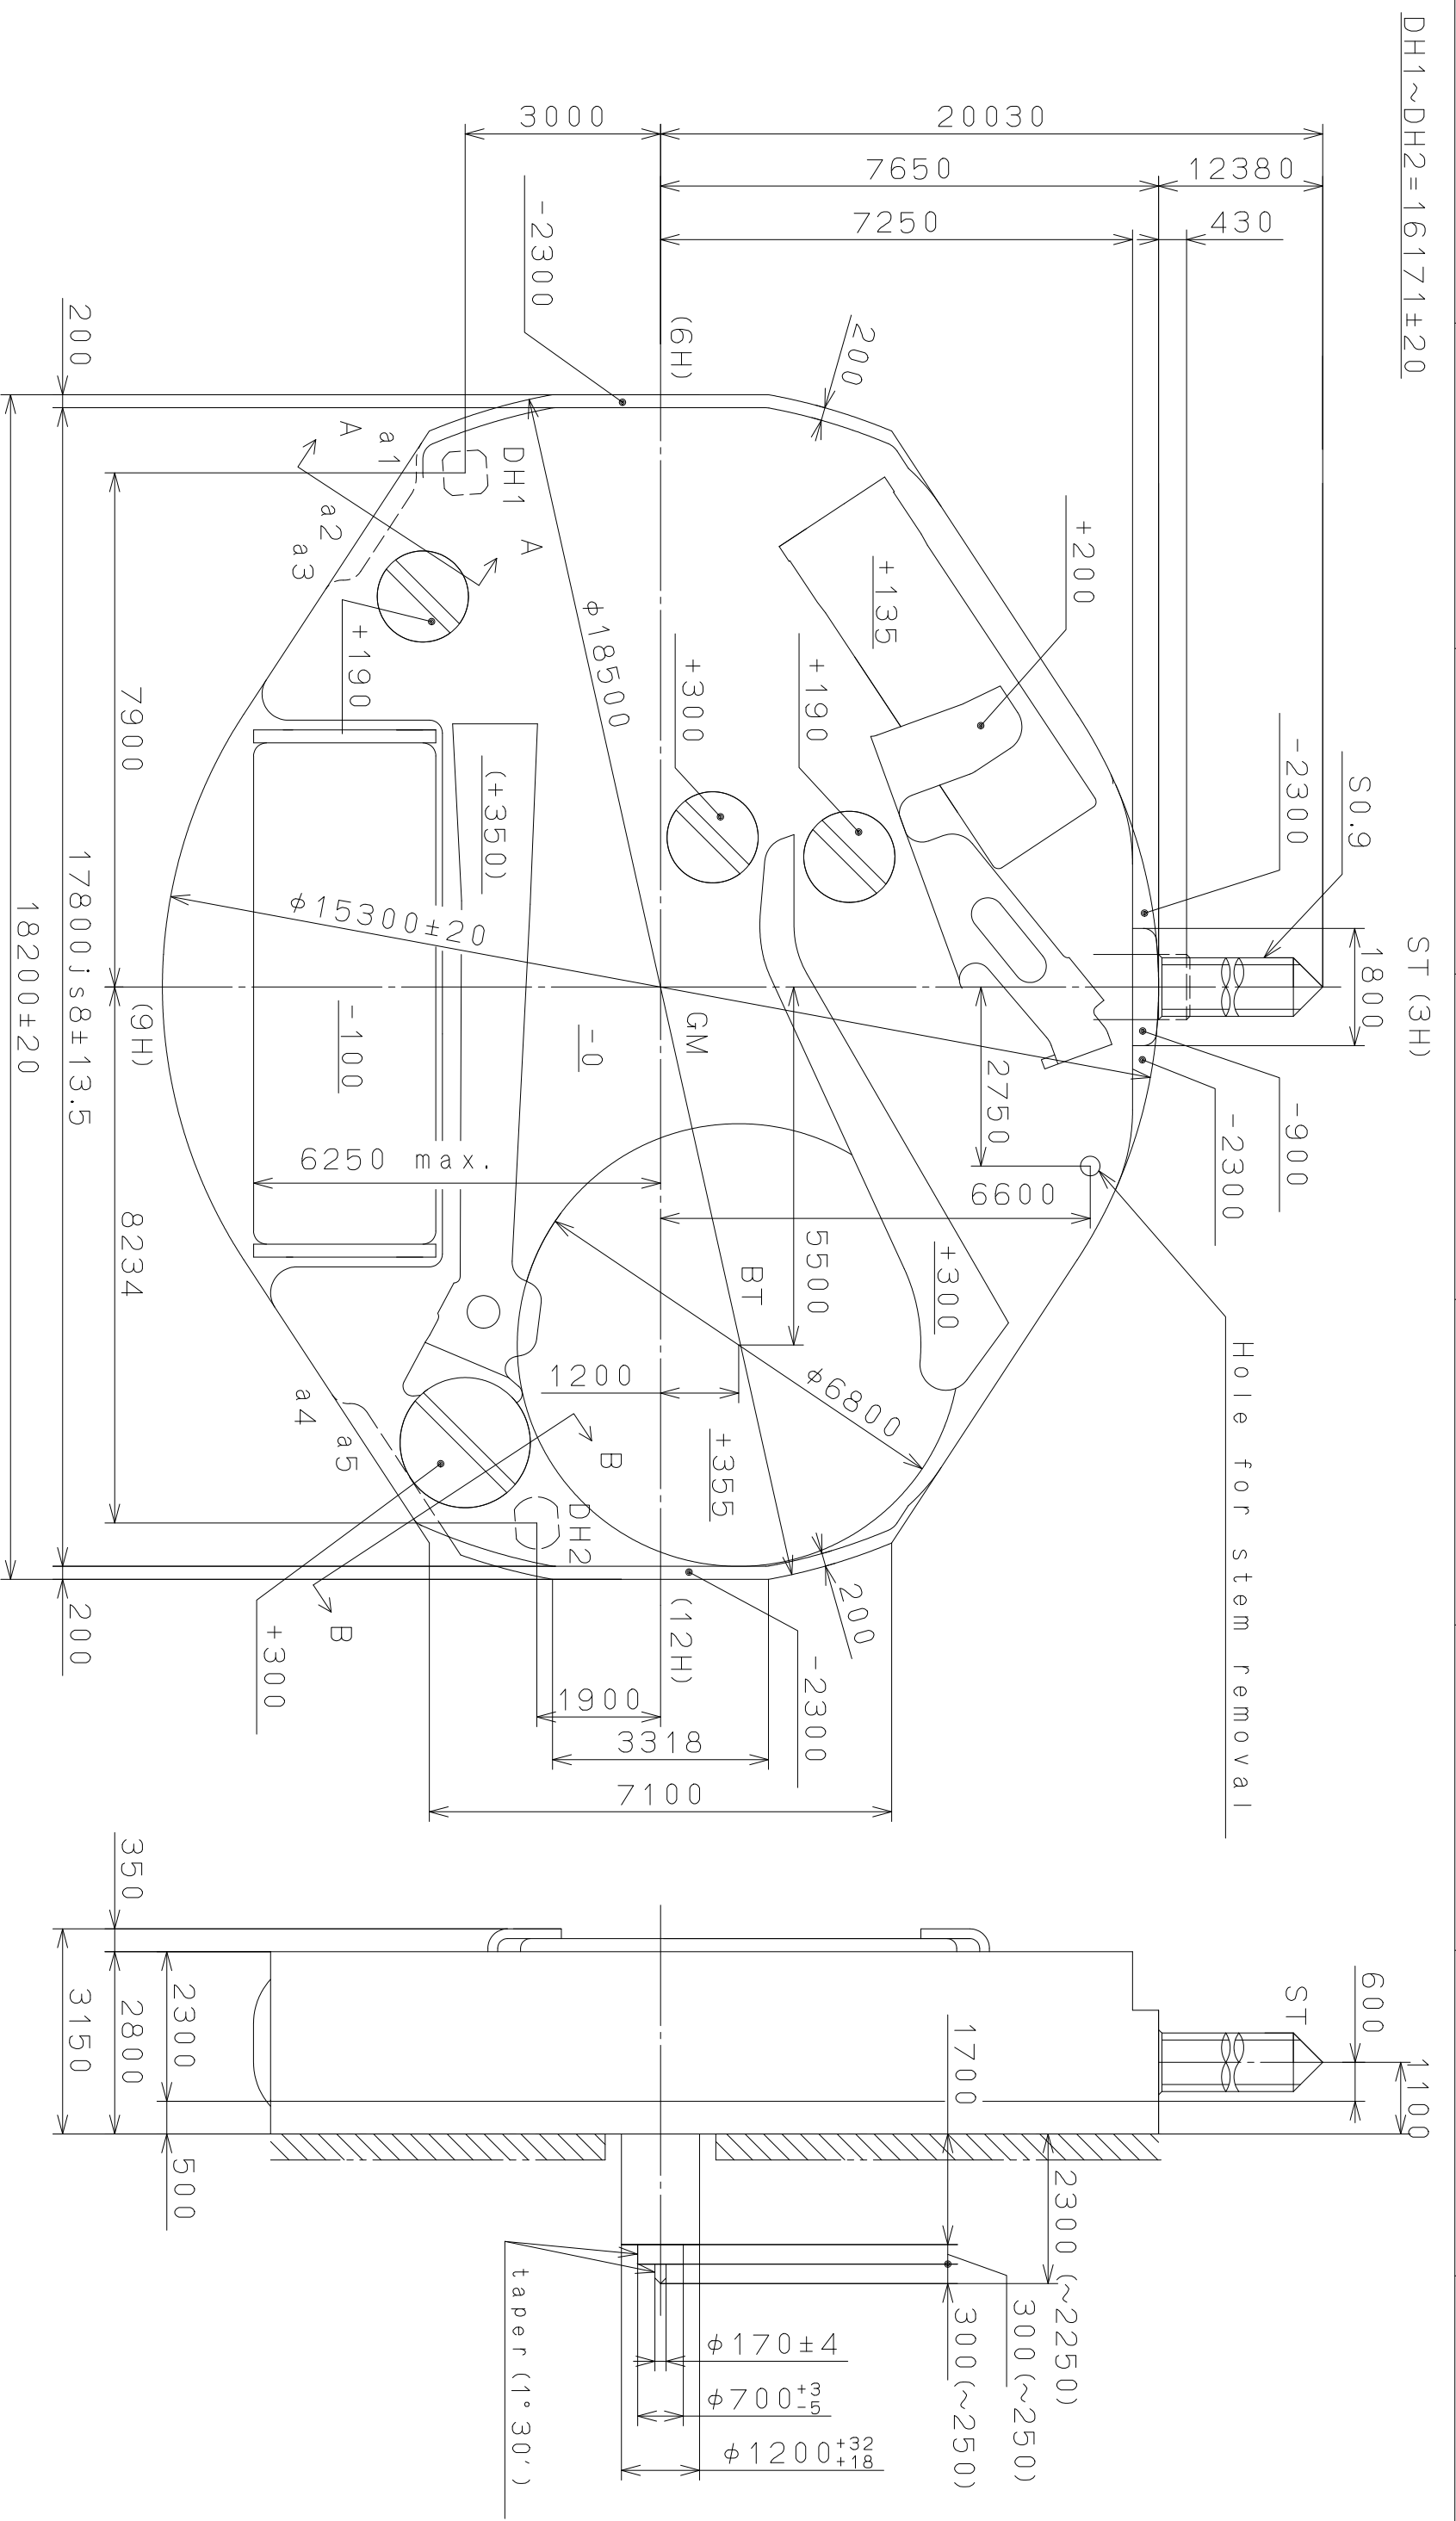 DH1~DH2=16171±20
20030
3000
7650
12380
7250
430
-2300
(6H)
200
200
S0.9
-2300
ST (3H)
1800
+200
+135
+190
+300
A
a1
DH1
a2
a3
A
+190
φ18500
(+350)
φ15300±20
7900
17800js8±13.5
18200±20
(9H)
-100
-0
GM
2750
-900
-2300
6250 max.
6600
5500
+300
BT
8234
1200
φ6800
Hole for stem removal
a4
a5
B
+355
DH2
B
200
200
+300
(12H)
-2300
1900
3318
7100
350
3150
2800
2300
500
1700
ST
600
1100
2300 (~2250)
300 (~250)
300 (~250)
φ170±4
φ700 +3 -5
φ1200 +32 +18
taper (1°30')